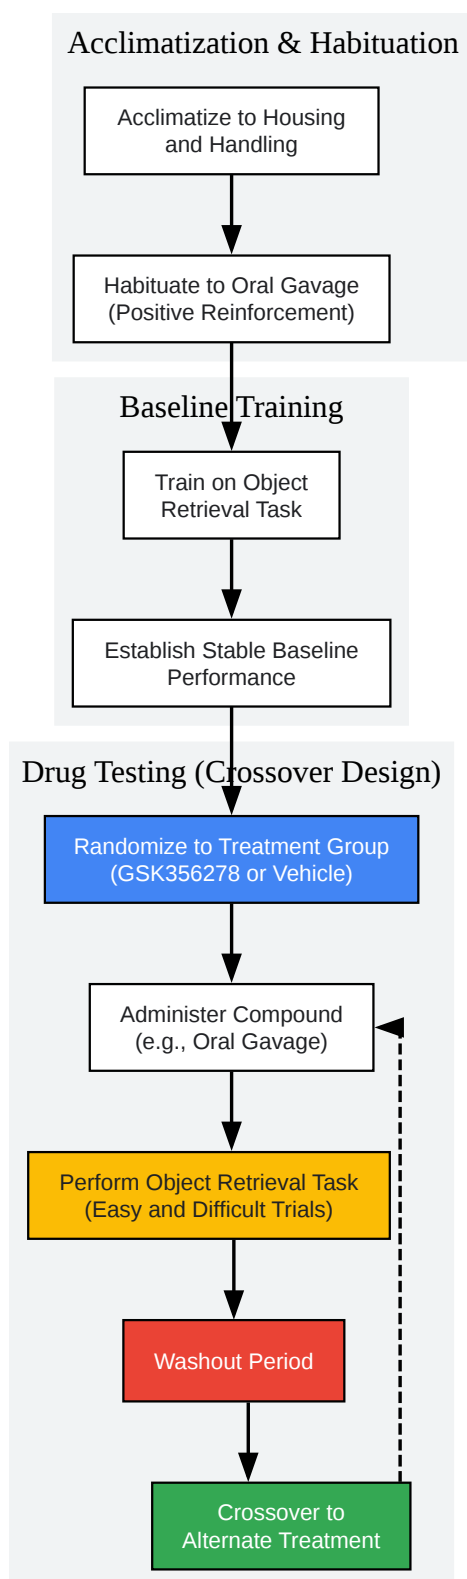 Acclimatization & Habituation
Acclimatize to Housing
and Handling
Habituate to Oral Gavage
(Positive Reinforcement)
Baseline Training
Train on Object
Retrieval Task
Establish Stable Baseline
Performance
Drug Testing (Crossover Design)
Randomize to Treatment Group
(GSK356278 or Vehicle)
Administer Compound
(e.g., Oral Gavage)
Perform Object Retrieval Task
(Easy and Difficult Trials)
Washout Period
Crossover to
Alternate Treatment